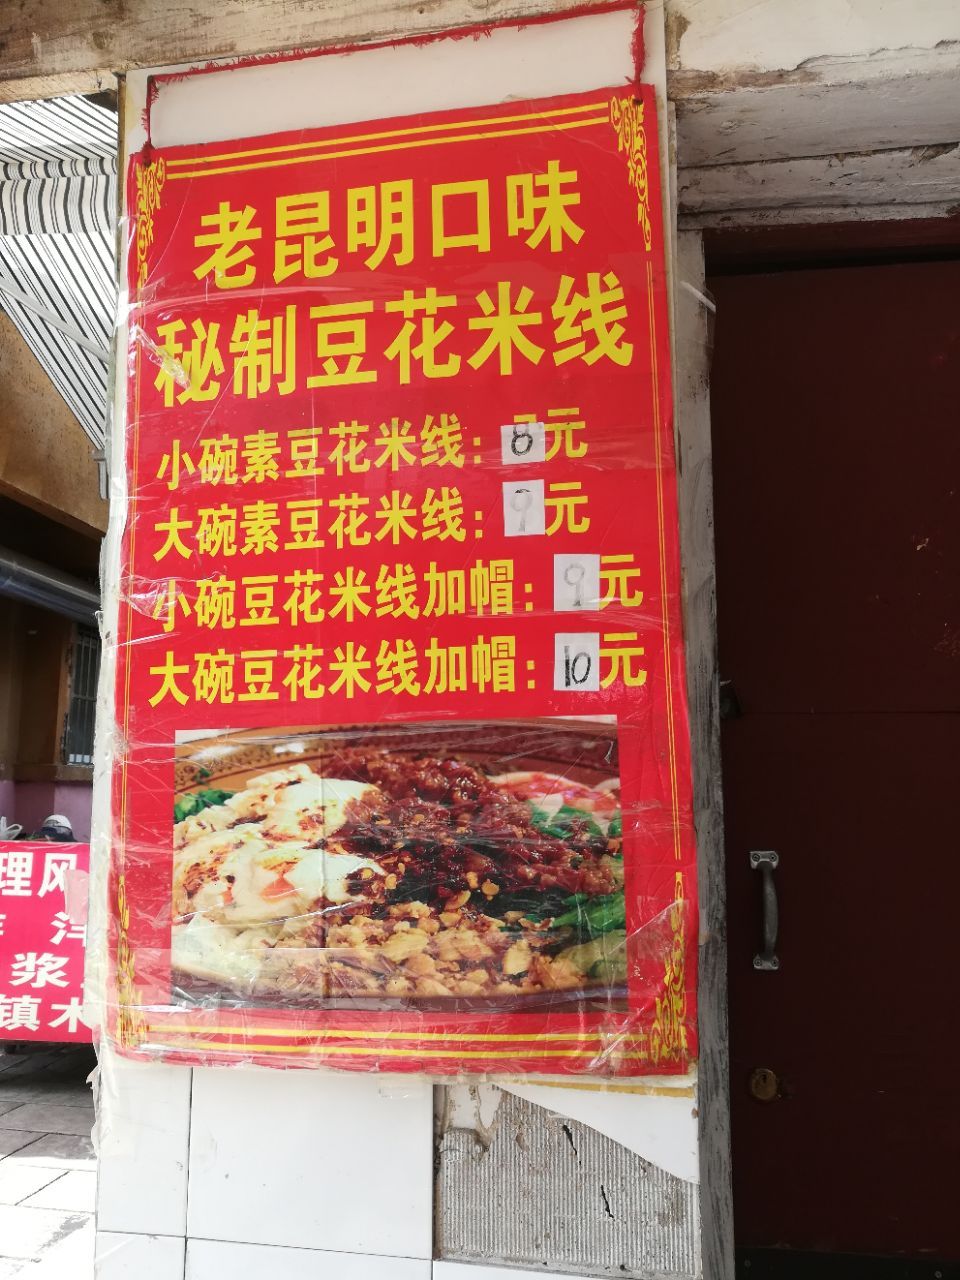 老昆明口味
秘制豆花米线
小碗素豆花米线:8元
大碗素豆花米线:9元
小碗豆花米线加帽:9元
大碗豆花米线加帽:10元
理风
浆
镇木